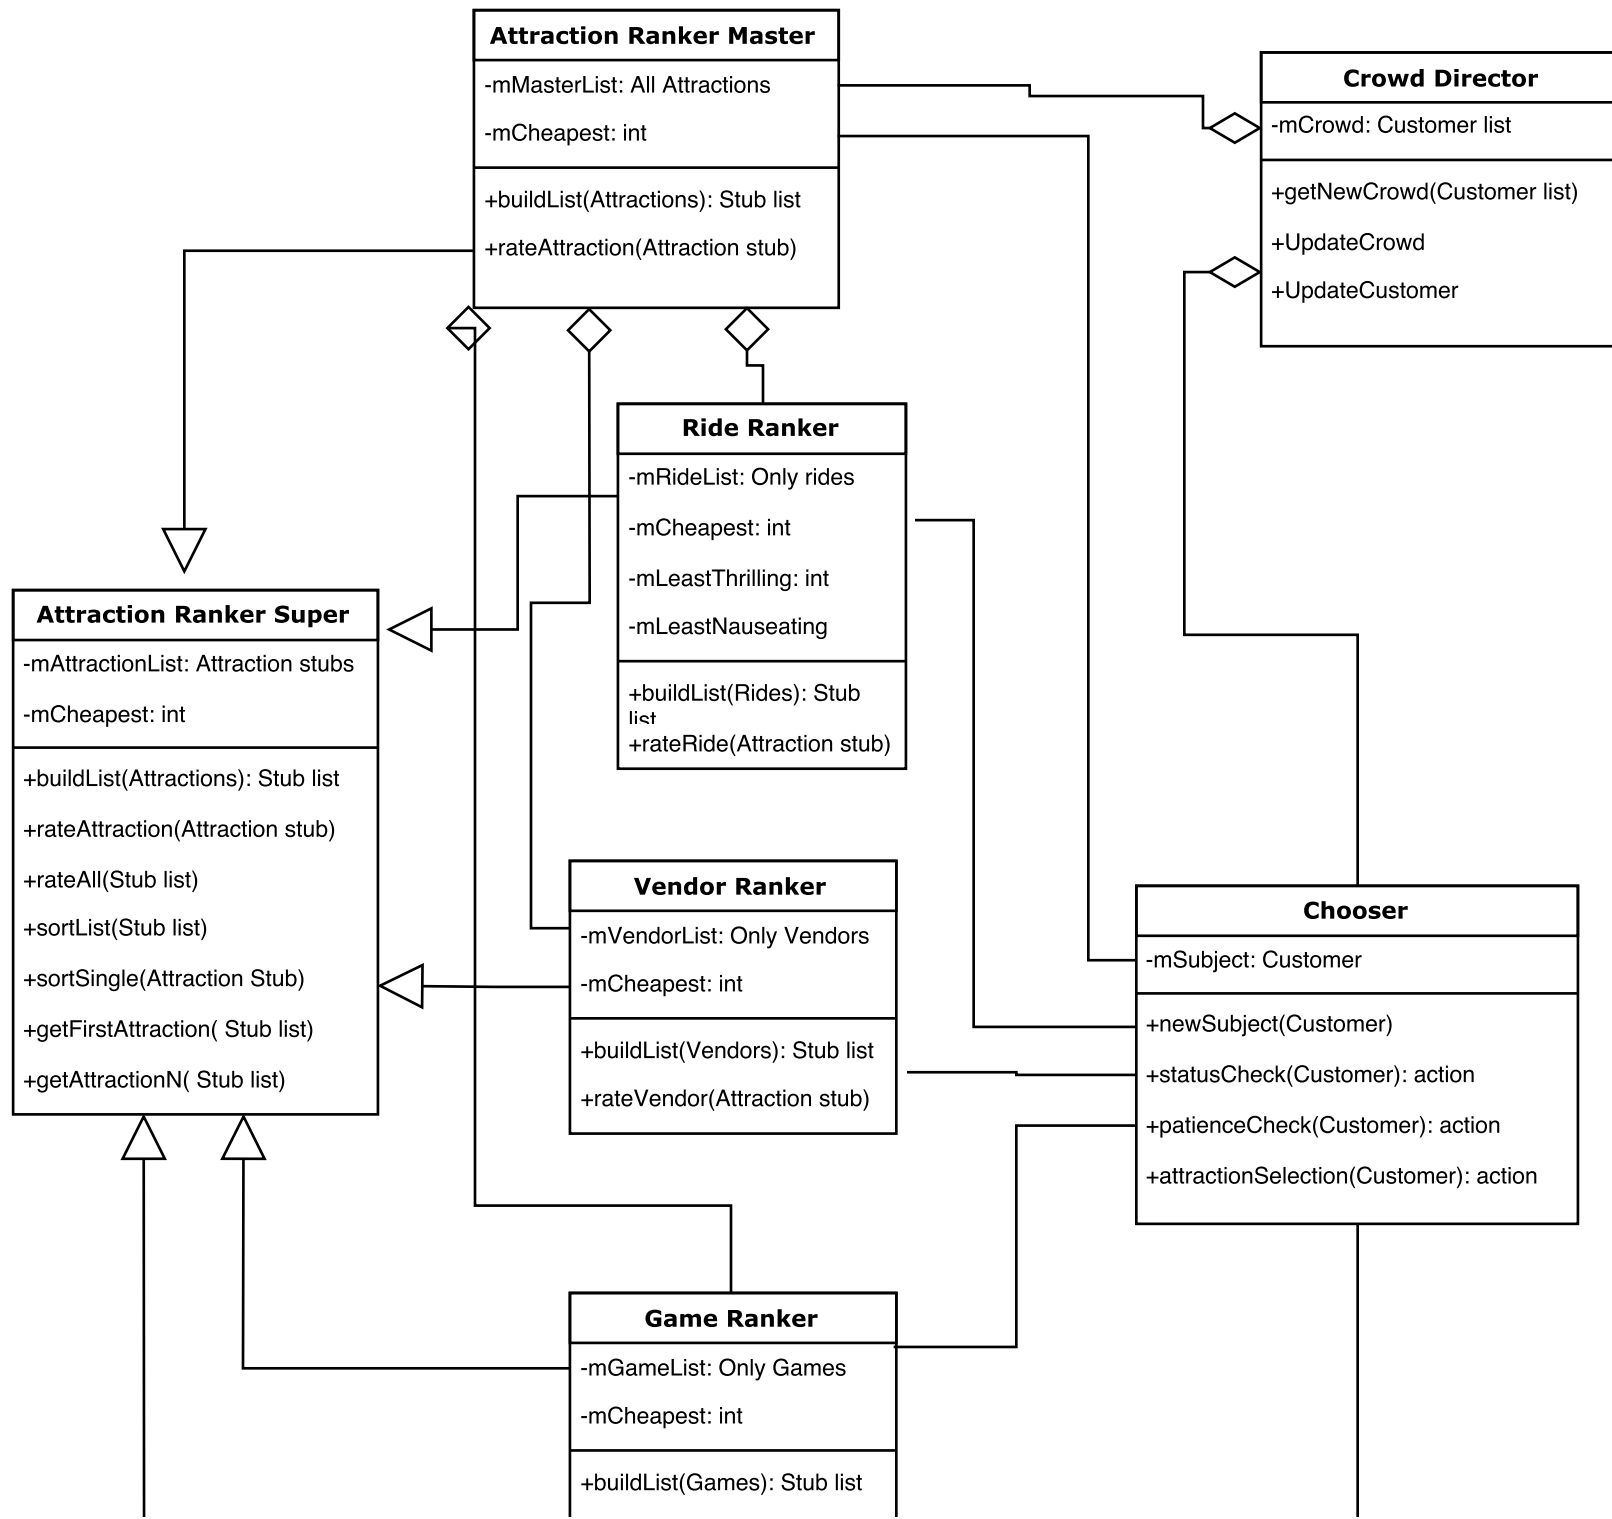 Attraction Ranker Master
-mMasterList: All Attractions
-mCheapest: int
+buildList(Attractions): Stub list
+rateAttraction(Attraction stub)
Crowd Director
-mCrowd: Customer list
+getNewCrowd(Customer list)
+UpdateCrowd
+UpdateCustomer
Ride Ranker
-mRideList: Only rides
-mCheapest: int
-mLeastThrilling: int
-mLeastNauseating
+buildList(Rides): Stub
list
+rateRide(Attraction stub)
Attraction Ranker Super
-mAttractionList: Attraction stubs
-mCheapest: int
+buildList(Attractions): Stub list
+rateAttraction(Attraction stub)
+rateAll(Stub list)
+sortList(Stub list)
+sortSingle(Attraction Stub)
+getFirstAttraction( Stub list)
+getAttractionN( Stub list)
Vendor Ranker
-mVendorList: Only Vendors
-mCheapest: int
+buildList(Vendors): Stub list
+rateVendor(Attraction stub)
Chooser
-mSubject: Customer
+newSubject(Customer)
+statusCheck(Customer): action
+patienceCheck(Customer): action
+attractionSelection(Customer): action
Game Ranker
-mGameList: Only Games
-mCheapest: int
+buildList(Games): Stub list